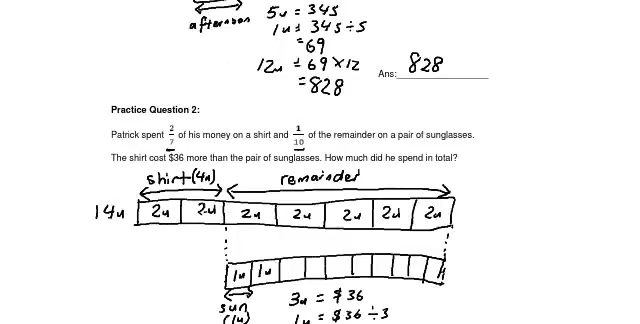 afternoon
5u = 345
1u = 345 ÷ 5
= 69
12u = 69 × 12
= 828
Ans: 828
Practice Question 2:
Patrick spent 2/7 of his money on a shirt and 1/10 of the remainder on a pair of sunglasses.
The shirt cost $36 more than the pair of sunglasses. How much did he spend in total?
shirt(4u) remainder
14u 2u 2u 2u 2u 2u 2u 2u
1u 1u
sun
(1u)
3u = $36
1u = $36 ÷ 3